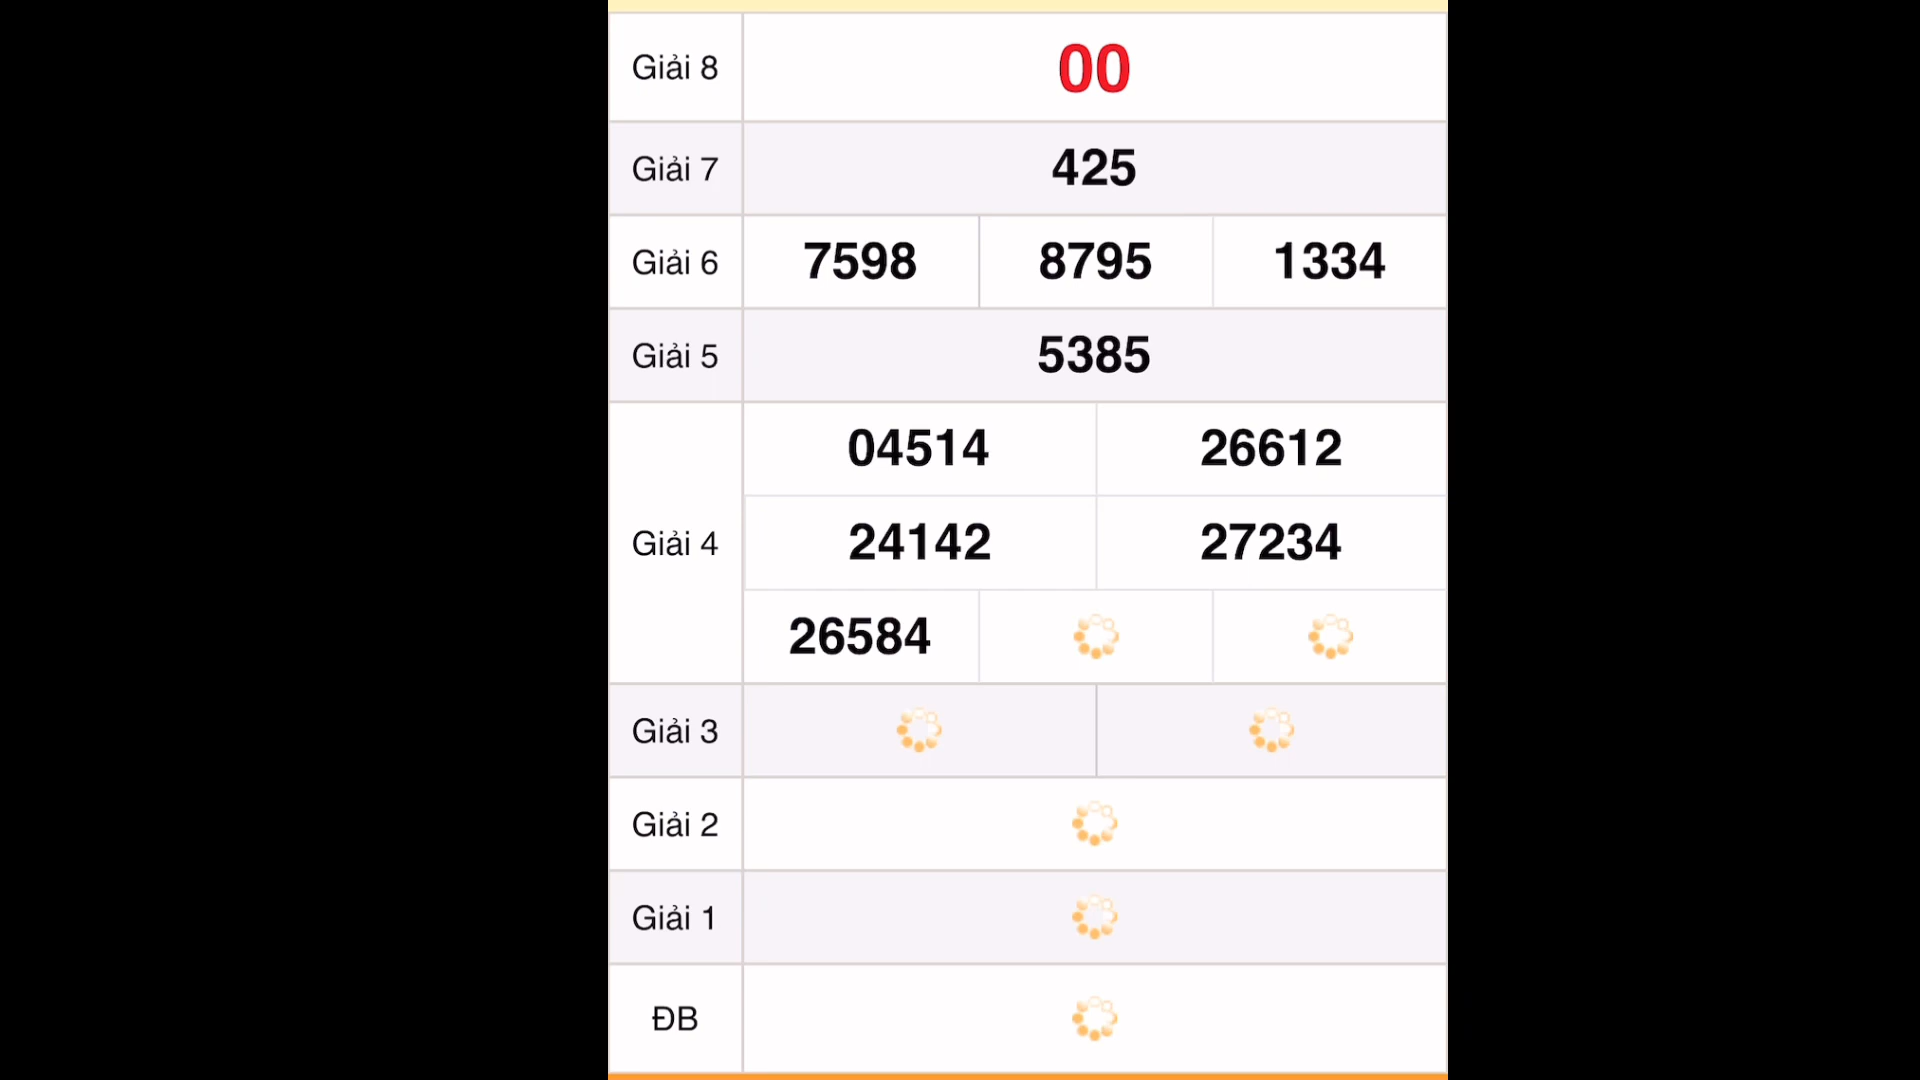 Giải 8 00
Giải 7 425
Giải 6 7598 8795 1334
Giải 5 5385
04514 26612
Giải 4 24142 27234
26584
Giải 3
Giải 2
Giải 1
ĐB